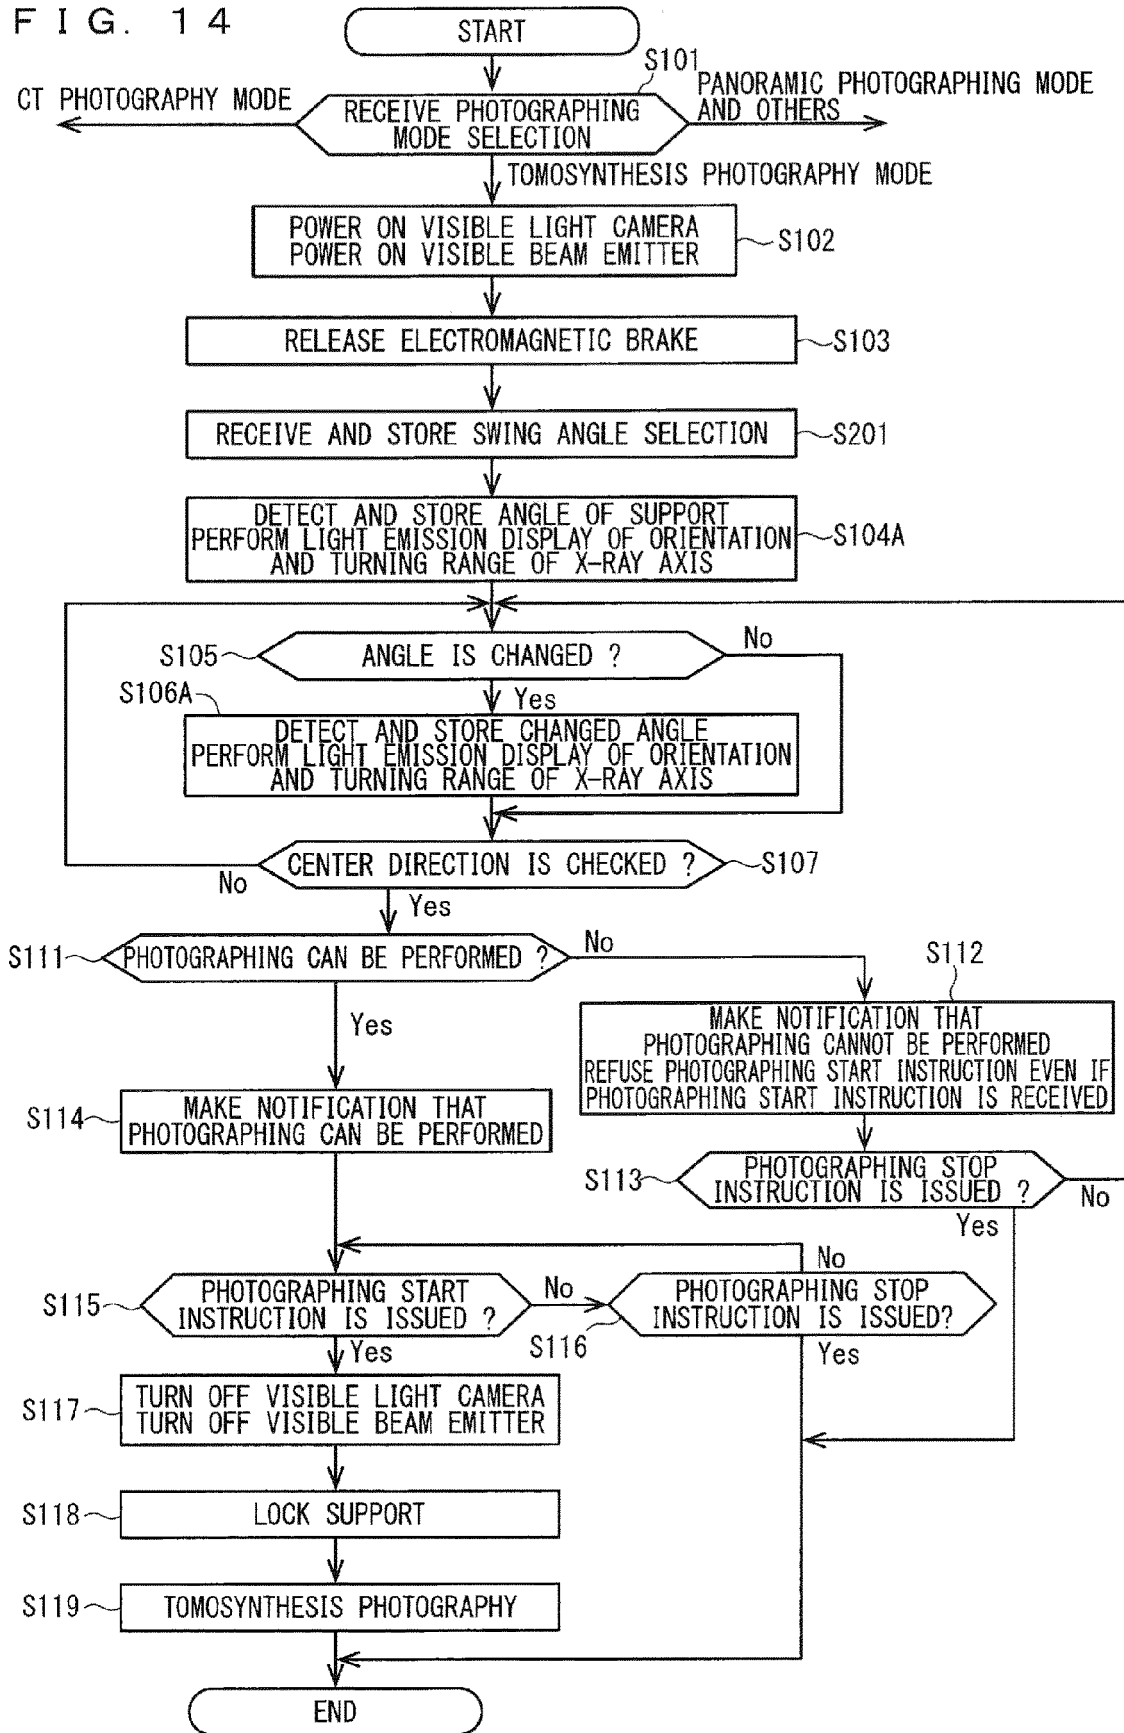 FIG. 14
START
S101
CT PHOTOGRAPHY MODE
RECEIVE PHOTOGRAPHING
MODE SELECTION
PANORAMIC PHOTOGRAPHING MODE
AND OTHERS
TOMOSYNTHESIS PHOTOGRAPHY MODE
POWER ON VISIBLE LIGHT CAMERA
POWER ON VISIBLE BEAM EMITTER
S102
RELEASE ELECTROMAGNETIC BRAKE
S103
RECEIVE AND STORE SWING ANGLE SELECTION
S201
DETECT AND STORE ANGLE OF SUPPORT
PERFORM LIGHT EMISSION DISPLAY OF ORIENTATION
AND TURNING RANGE OF X-RAY AXIS
S104A
S105
ANGLE IS CHANGED ?
No
Yes
S106A
DETECT AND STORE CHANGED ANGLE
PERFORM LIGHT EMISSION DISPLAY OF ORIENTATION
AND TURNING RANGE OF X-RAY AXIS
CENTER DIRECTION IS CHECKED ?
S107
No
Yes
S111
PHOTOGRAPHING CAN BE PERFORMED ?
No
Yes
S112
MAKE NOTIFICATION THAT
PHOTOGRAPHING CANNOT BE PERFORMED
REFUSE PHOTOGRAPHING START INSTRUCTION EVEN IF
PHOTOGRAPHING START INSTRUCTION IS RECEIVED
S114
MAKE NOTIFICATION THAT
PHOTOGRAPHING CAN BE PERFORMED
S113
PHOTOGRAPHING STOP
INSTRUCTION IS ISSUED ?
No
Yes
S115
PHOTOGRAPHING START
INSTRUCTION IS ISSUED ?
No
Yes
S116
PHOTOGRAPHING STOP
INSTRUCTION IS ISSUED?
No
Yes
S117
TURN OFF VISIBLE LIGHT CAMERA
TURN OFF VISIBLE BEAM EMITTER
S118
LOCK SUPPORT
S119
TOMOSYNTHESIS PHOTOGRAPHY
END